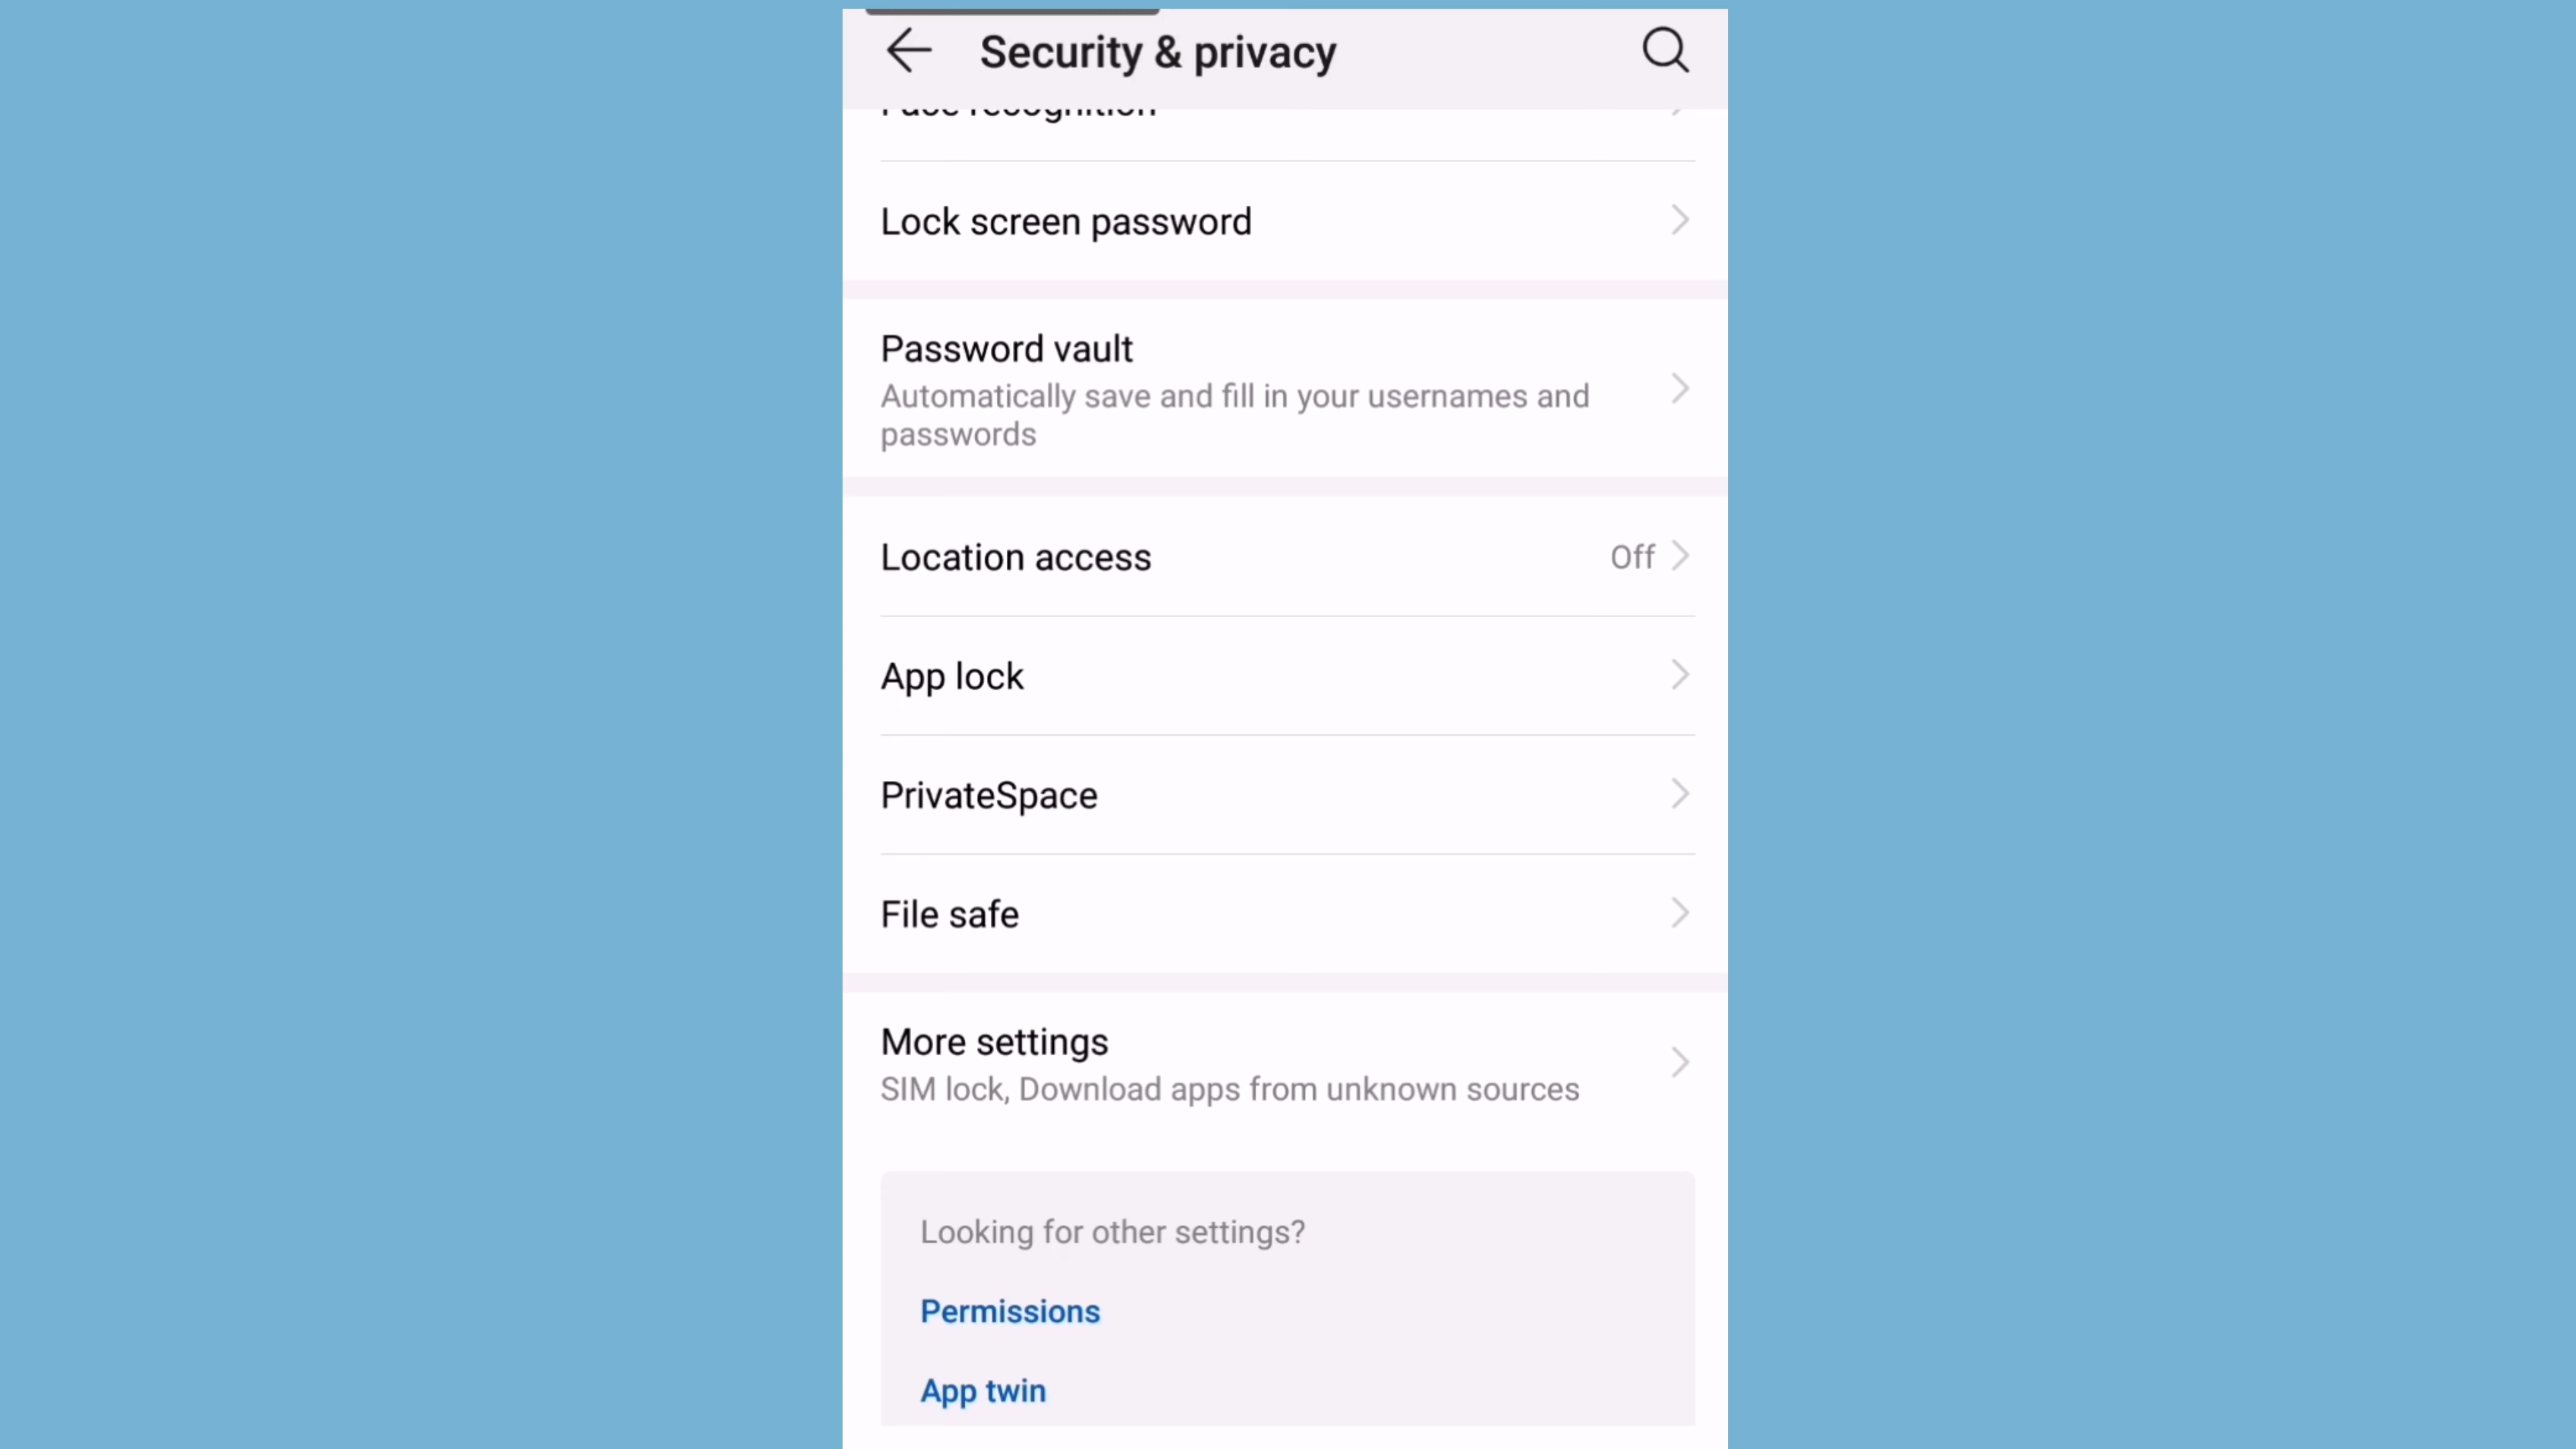 Security & privacy
Face recognition
Lock screen password
Password vault
Automatically save and fill in your usernames and
passwords
Location access
Off
App lock
PrivateSpace
File safe
More settings
SIM lock, Download apps from unknown sources
Looking for other settings?
Permissions
App twin